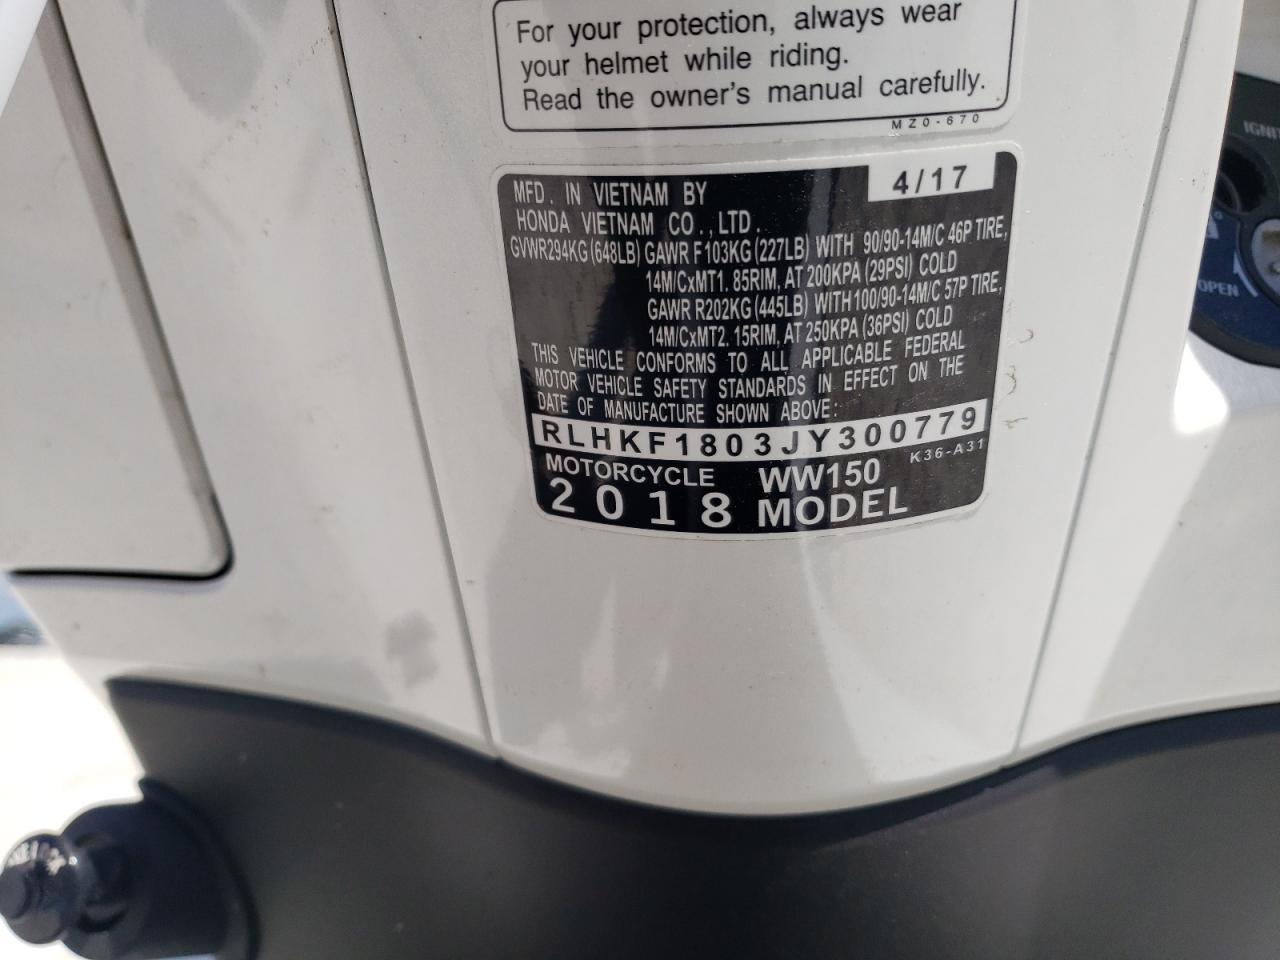 For your protection, always wear
your helmet while riding.
Read the owner's manual carefully.
MZ0-670
4/17
MFD. IN VIETNAM BY
HONDA VIETNAM CO.,LTD.
GVWR294KG(648LB) GAWR F103KG(227LB) WITH 90/90-14M/C 46P TIRE,
14M/CxMT1. 85RIM, AT 200KPA (29PSI) COLD
GAWR R202KG(445LB) WITH100/90-14M/C 57P TIRE,
14M/CxMT2. 15RIM, AT 250KPA (36PSI) COLD
THIS VEHICLE CONFORMS TO ALL APPLICABLE FEDERAL
MOTOR VEHICLE SAFETY STANDARDS IN EFFECT ON THE
DATE OF MANUFACTURE SHOWN ABOVE:
RLHKF1803JY300779
K36-A31
MOTORCYCLE WW150
2018 MODEL
OPEN